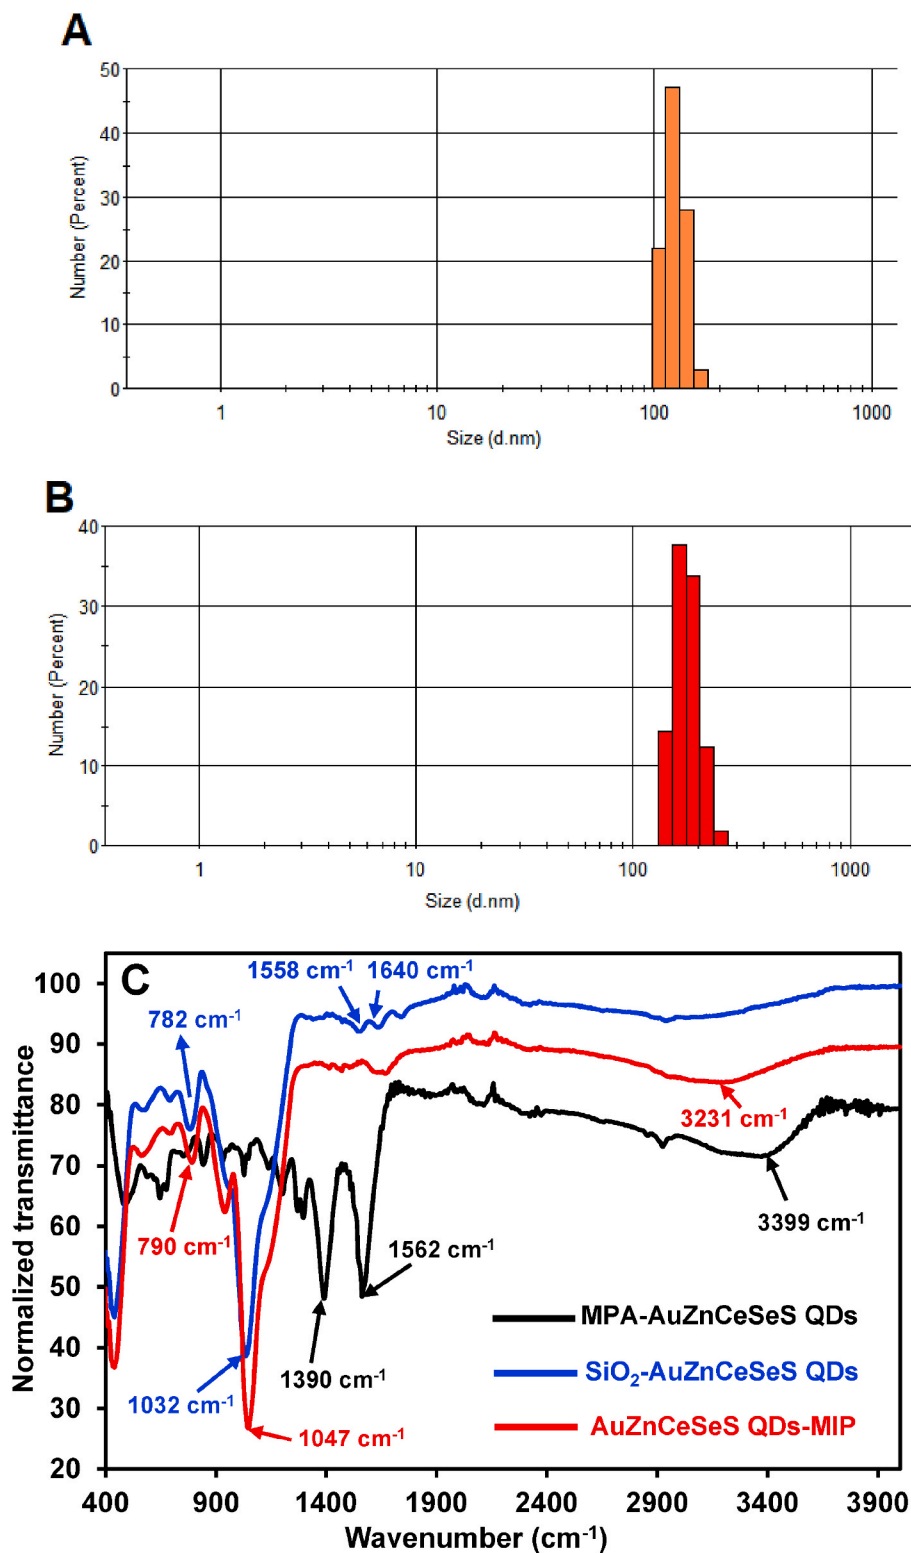 A
50
40
30
20
10
0
Number (Percent)
1
10
100
1000
Size (d.nm)
B
40
30
20
10
0
Number (Percent)
1
10
100
1000
Size (d.nm)
C
100
90
80
70
60
50
40
30
20
Normalized transmittance
1558 cm⁻¹
1640 cm⁻¹
782 cm⁻¹
3231 cm⁻¹
3399 cm⁻¹
790 cm⁻¹
1562 cm⁻¹
1390 cm⁻¹
1032 cm⁻¹
1047 cm⁻¹
MPA-AuZnCeSeS QDs
SiO₂-AuZnCeSeS QDs
AuZnCeSeS QDs-MIP
400
900
1400
1900
2400
2900
3400
3900
Wavenumber (cm⁻¹)